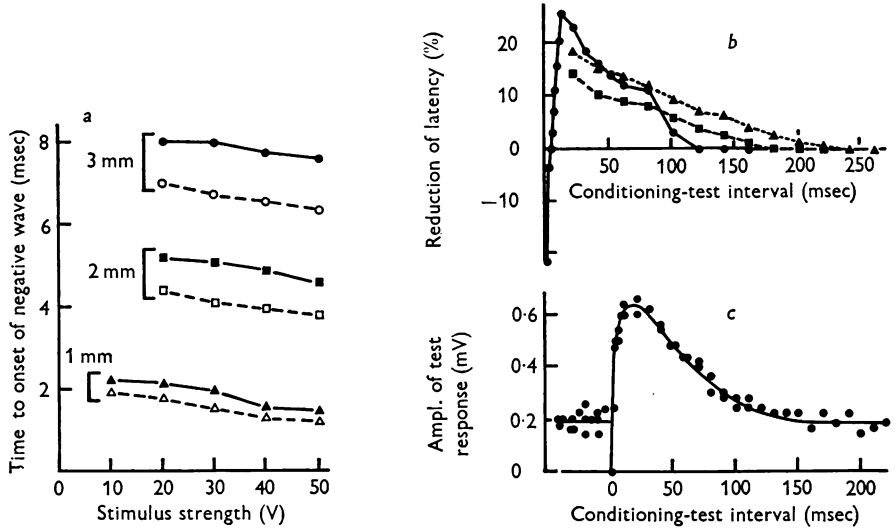 a
Time to onset of negative wave (msec)
8
6
4
2
3 mm
2 mm
1 mm
0 10 20 30 40 50
Stimulus strength (V)
b
Reduction of latency (%)
20
10
0
—10
50 100 150 200 250
Conditioning-test interval (msec)
c
Ampl. of test
response (mV)
0·6
0·4
0·2
0
0 50 100 150 200
Conditioning-test interval (msec)